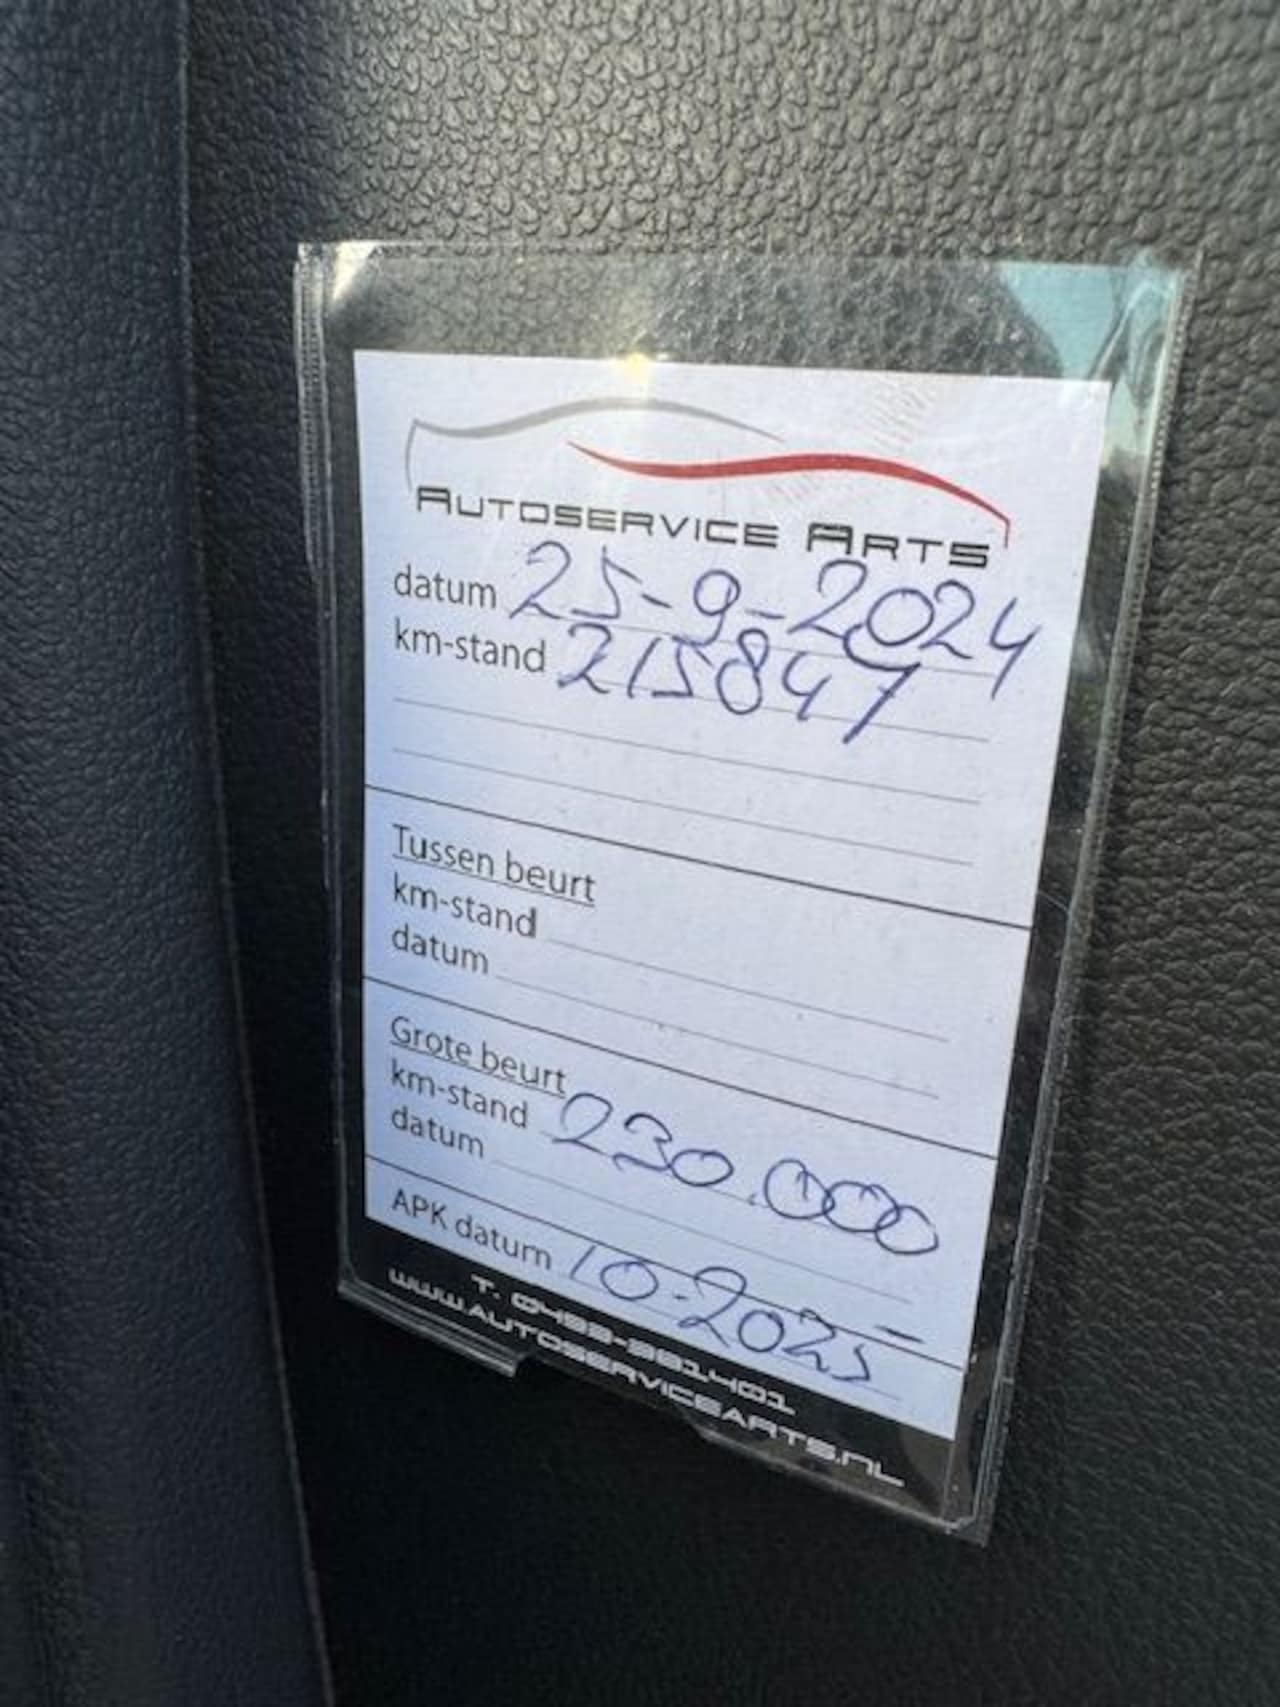 AUTOSERVICE ARTS
datum 25-9-2024
km-stand 215847
Tussen beurt
km-stand
datum
Grote beurt
km-stand 230.000
datum
APK datum 10-2025
T. 0499-391401
WWW.AUTOSERVICEARTS.NL